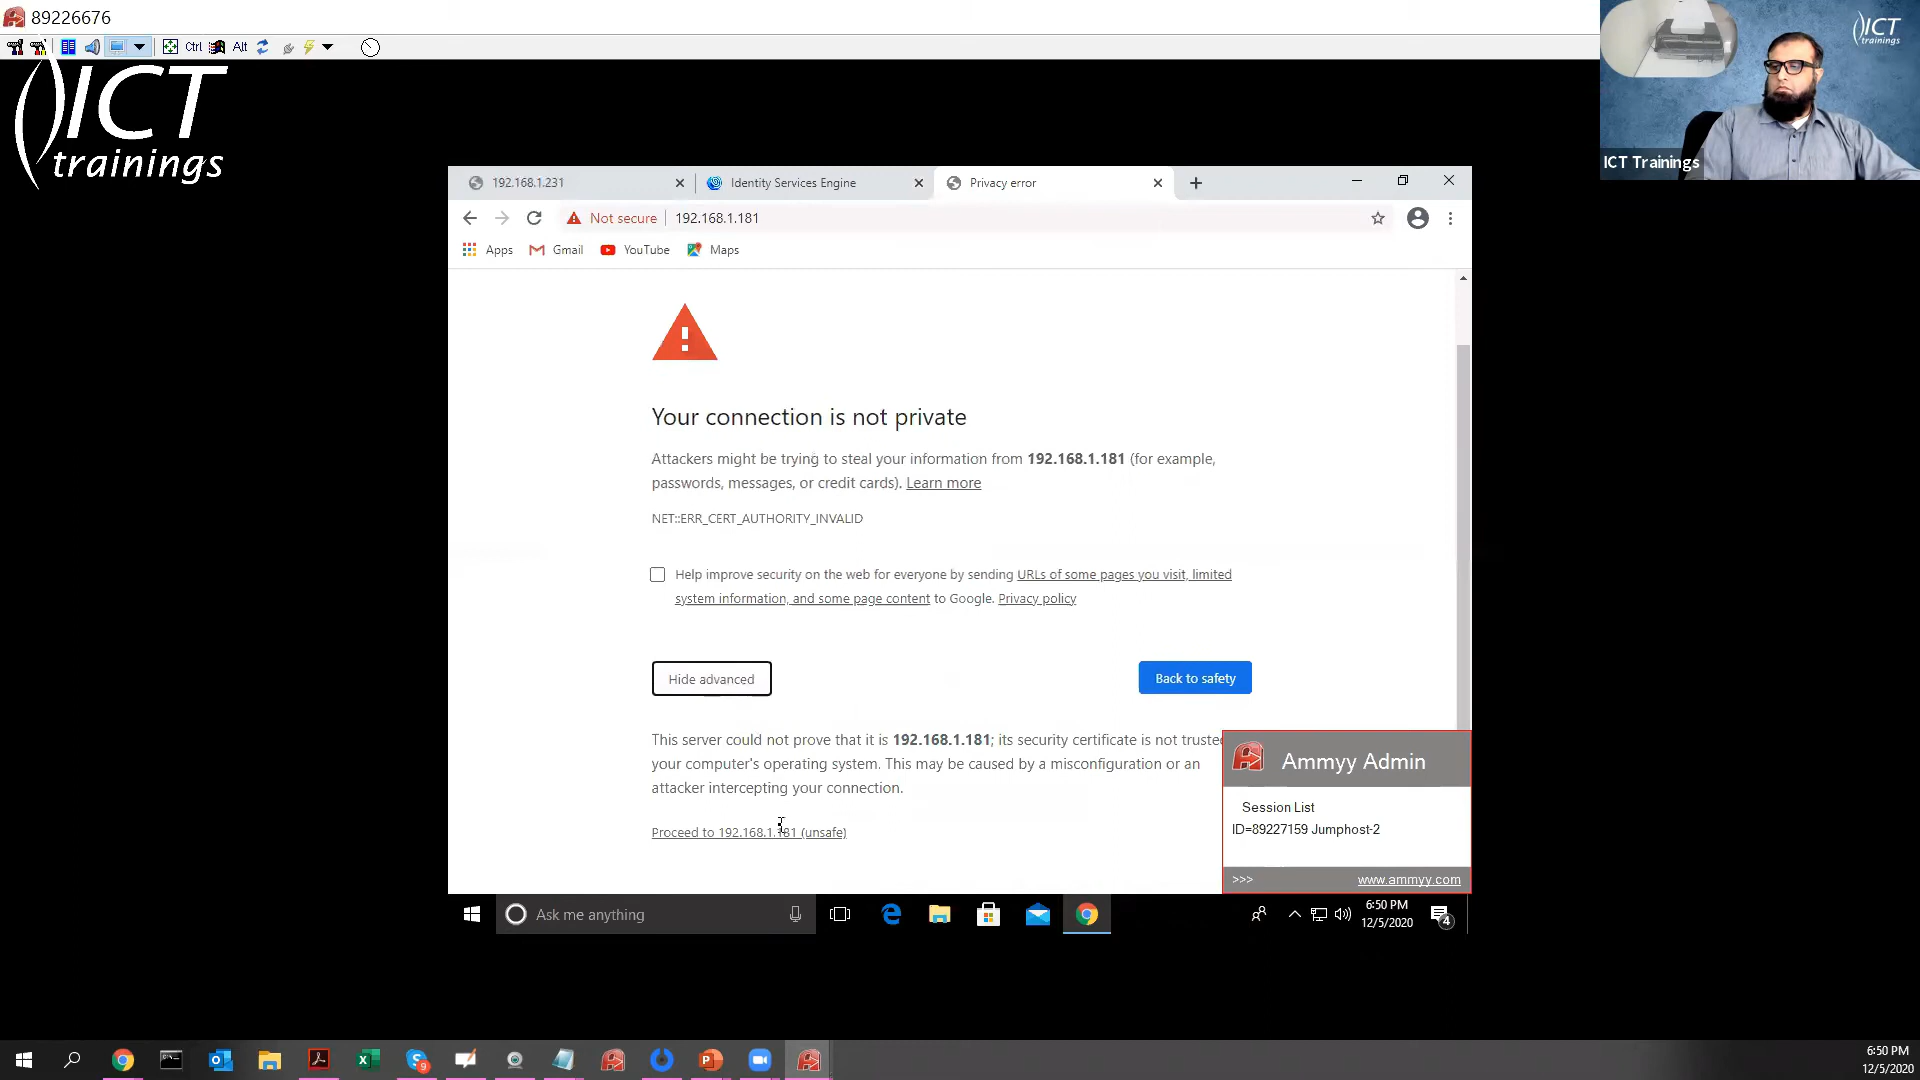 89226676
Ctrl
Alt
ICT
trainings
ICT
trainings
ICT Trainings
192.168.1.231
Identity Services Engine
Privacy error
Not secure
192.168.1.181
Apps
Gmail
YouTube
Maps
Your connection is not private
Attackers might be trying to steal your information from 192.168.1.181 (for example,
passwords, messages, or credit cards). Learn more
NET::ERR_CERT_AUTHORITY_INVALID
Help improve security on the web for everyone by sending URLs of some pages you visit, limited
system information, and some page content to Google. Privacy policy
Hide advanced
Back to safety
This server could not prove that it is 192.168.1.181; its security certificate is not truste
your computer's operating system. This may be caused by a misconfiguration or an
attacker intercepting your connection.
Proceed to 192.168.1.181 (unsafe)
Ammyy Admin
Session List
ID=89227159 Jumphost-2
>>>
www.ammyy.com
Ask me anything
6:50 PM
12/5/2020
4
9
6:50 PM
12/5/2020